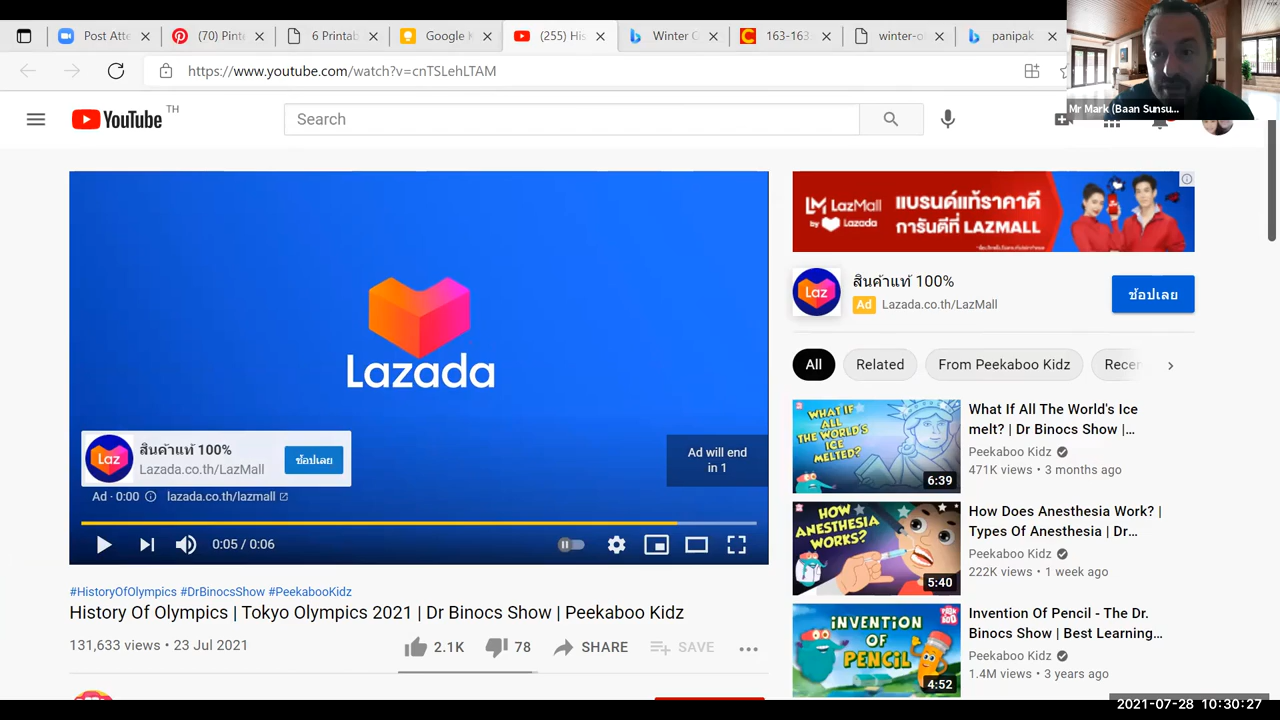 Post Atte
(70) Pint
6 Printab
Google K
(255) His
Winter O
163-163
winter-o
panipak
https://www.youtube.com/watch?v=cnTSLehLTAM
Mr Mark (Baan Sunsu...
YouTube TH
Search
Lazada
Laz
สินค้าแท้ 100%
Lazada.co.th/LazMall
ช้อปเลย
Ad will end
in 1
Ad · 0:00
lazada.co.th/lazmall
0:05 / 0:06
#HistoryOfOlympics #DrBinocsShow #PeekabooKidz
History Of Olympics | Tokyo Olympics 2021 | Dr Binocs Show | Peekaboo Kidz
131,633 views • 23 Jul 2021
2.1K
78
SHARE
SAVE
LazMall
by Lazada
แบรนด์แท้ราคาดี
การันตีที่ LAZMALL
Laz
สินค้าแท้ 100%
Ad Lazada.co.th/LazMall
ช้อปเลย
All
Related
From Peekaboo Kidz
Recen
WHAT IF
ALL
THE WORLD'S
ICE
MELTED?
6:39
What If All The World's Ice
melt? | Dr Binocs Show |...
Peekaboo Kidz
471K views • 3 months ago
HOW
ANESTHESIA
WORKS?
5:40
How Does Anesthesia Work? |
Types Of Anesthesia | Dr...
Peekaboo Kidz
222K views • 1 week ago
INVENTION
OF
PENCIL
4:52
Invention Of Pencil - The Dr.
Binocs Show | Best Learning...
Peekaboo Kidz
1.4M views • 3 years ago
2021-07-28 10:30:27